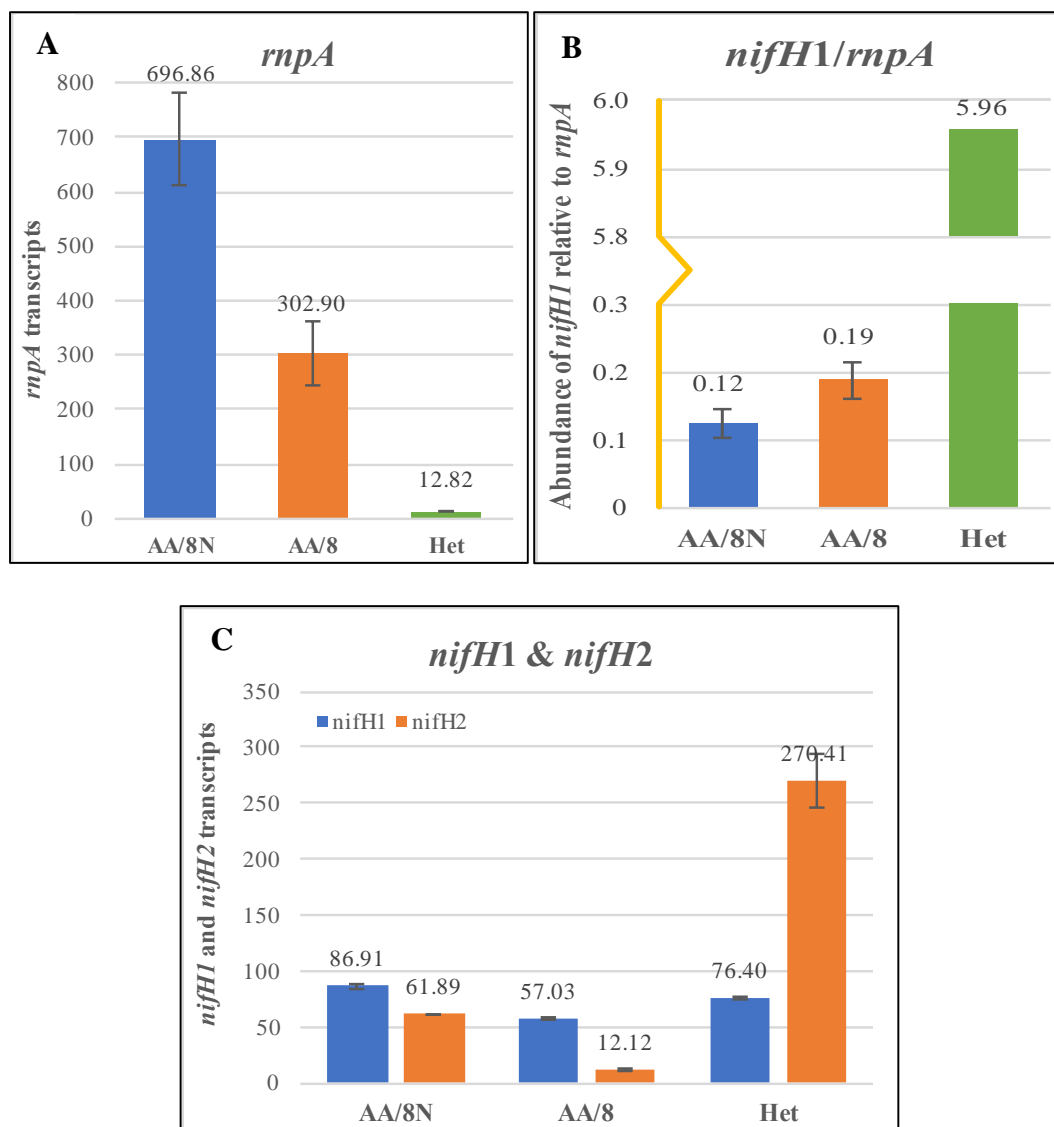 A
rnpA
696.86
800
700
600
500
400
300
200
100
0
302.90
12.82
rnpA transcripts
AA/8N AA/8 Het
B
nifH1/rnpA
6.0
5.9
5.8
0.3
0.2
0.1
0
5.96
0.12
0.19
Abundance of nifH1 relative to rnpA
AA/8N AA/8 Het
C
nifH1 & nifH2
350
300
250
200
150
100
50
0
nifH1 nifH2
86.91
61.89
57.03
12.12
76.40
270.41
nifH1 and nifH2 transcripts
AA/8N AA/8 Het